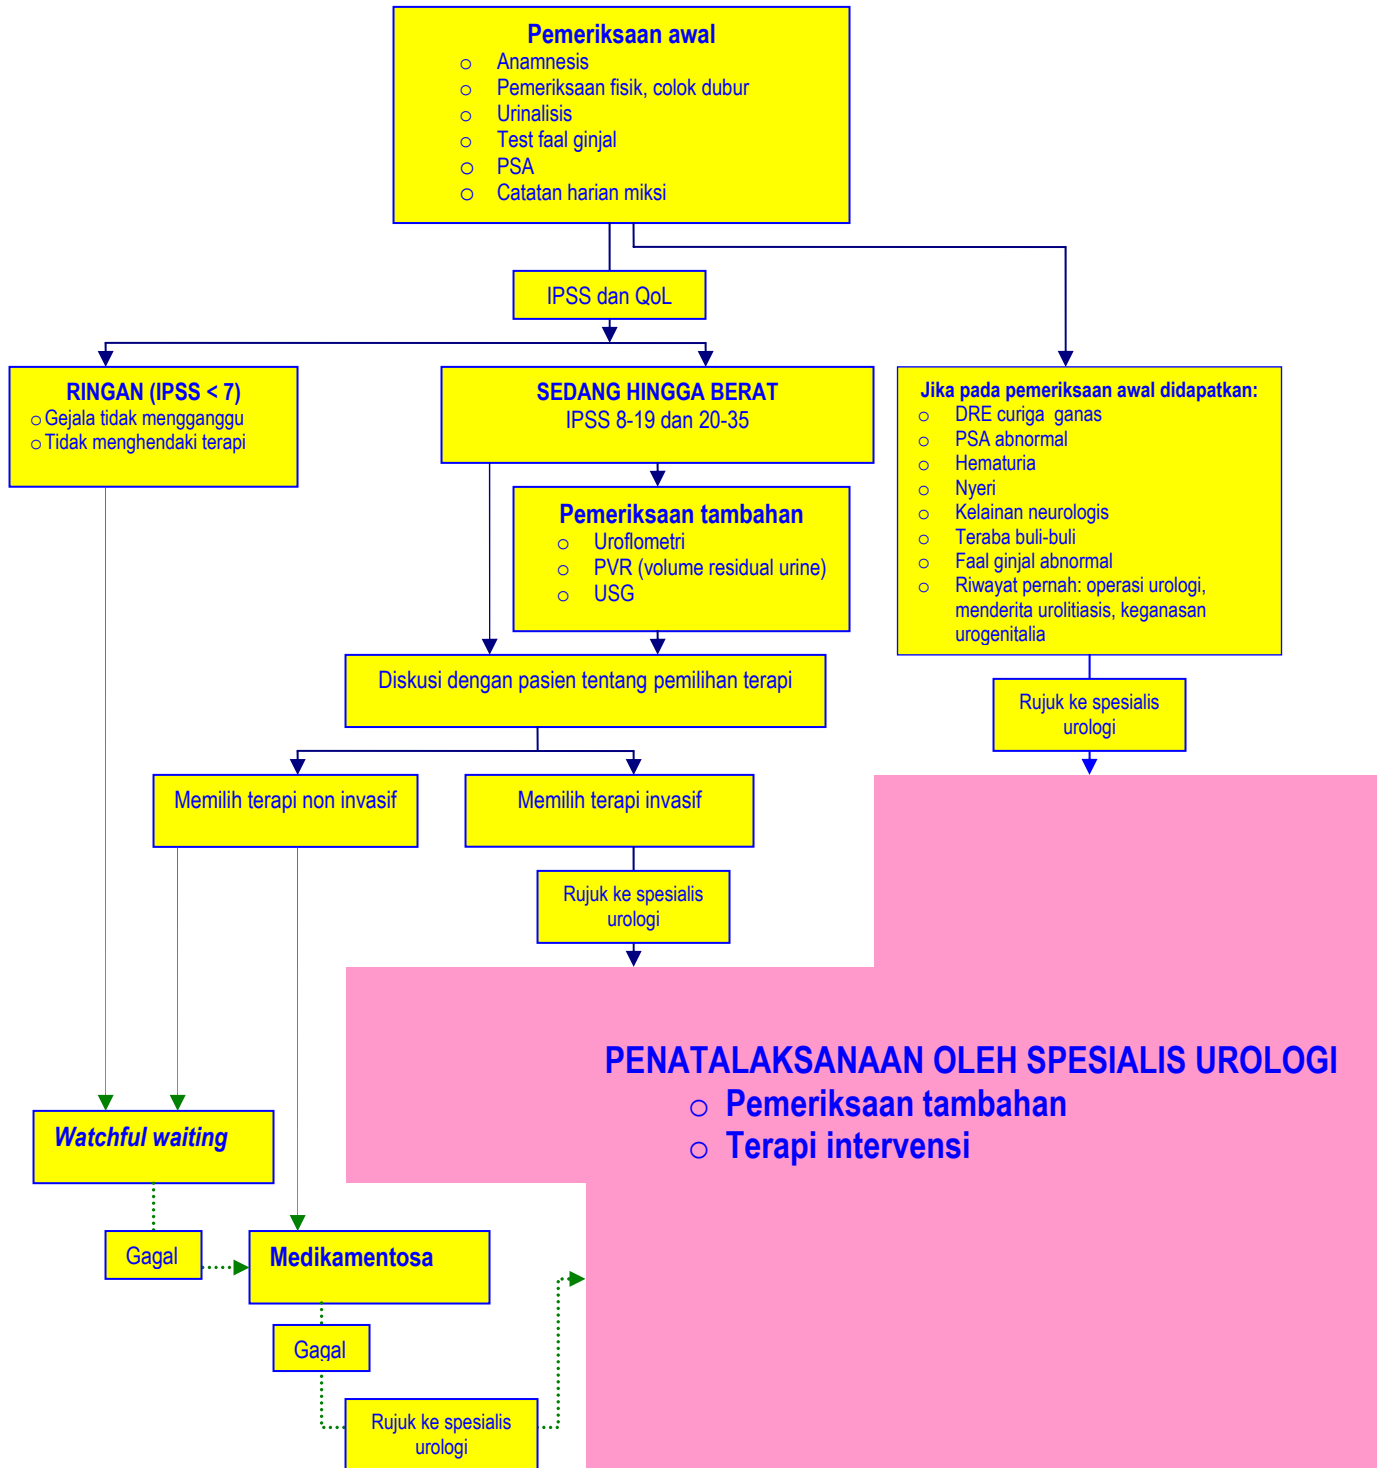 Pemeriksaan awal
o Anamnesis
o Pemeriksaan fisik, colok dubur
o Urinalisis
o Test faal ginjal
o PSA
o Catatan harian miksi
IPSS dan QoL
RINGAN (IPSS < 7)
o Gejala tidak mengganggu
o Tidak menghendaki terapi
SEDANG HINGGA BERAT
IPSS 8-19 dan 20-35
Jika pada pemeriksaan awal didapatkan:
o DRE curiga ganas
o PSA abnormal
o Hematuria
o Nyeri
o Kelainan neurologis
o Teraba buli-buli
o Faal ginjal abnormal
o Riwayat pernah: operasi urologi,
menderita urolitiasis, keganasan
urogenitalia
Pemeriksaan tambahan
o Uroflometri
o PVR (volume residual urine)
o USG
Diskusi dengan pasien tentang pemilihan terapi
Rujuk ke spesialis
urologi
Memilih terapi non invasif
Memilih terapi invasif
Rujuk ke spesialis
urologi
PENATALAKSANAAN OLEH SPESIALIS UROLOGI
o Pemeriksaan tambahan
o Terapi intervensi
Watchful waiting
Gagal
Medikamentosa
Gagal
Rujuk ke spesialis
urologi